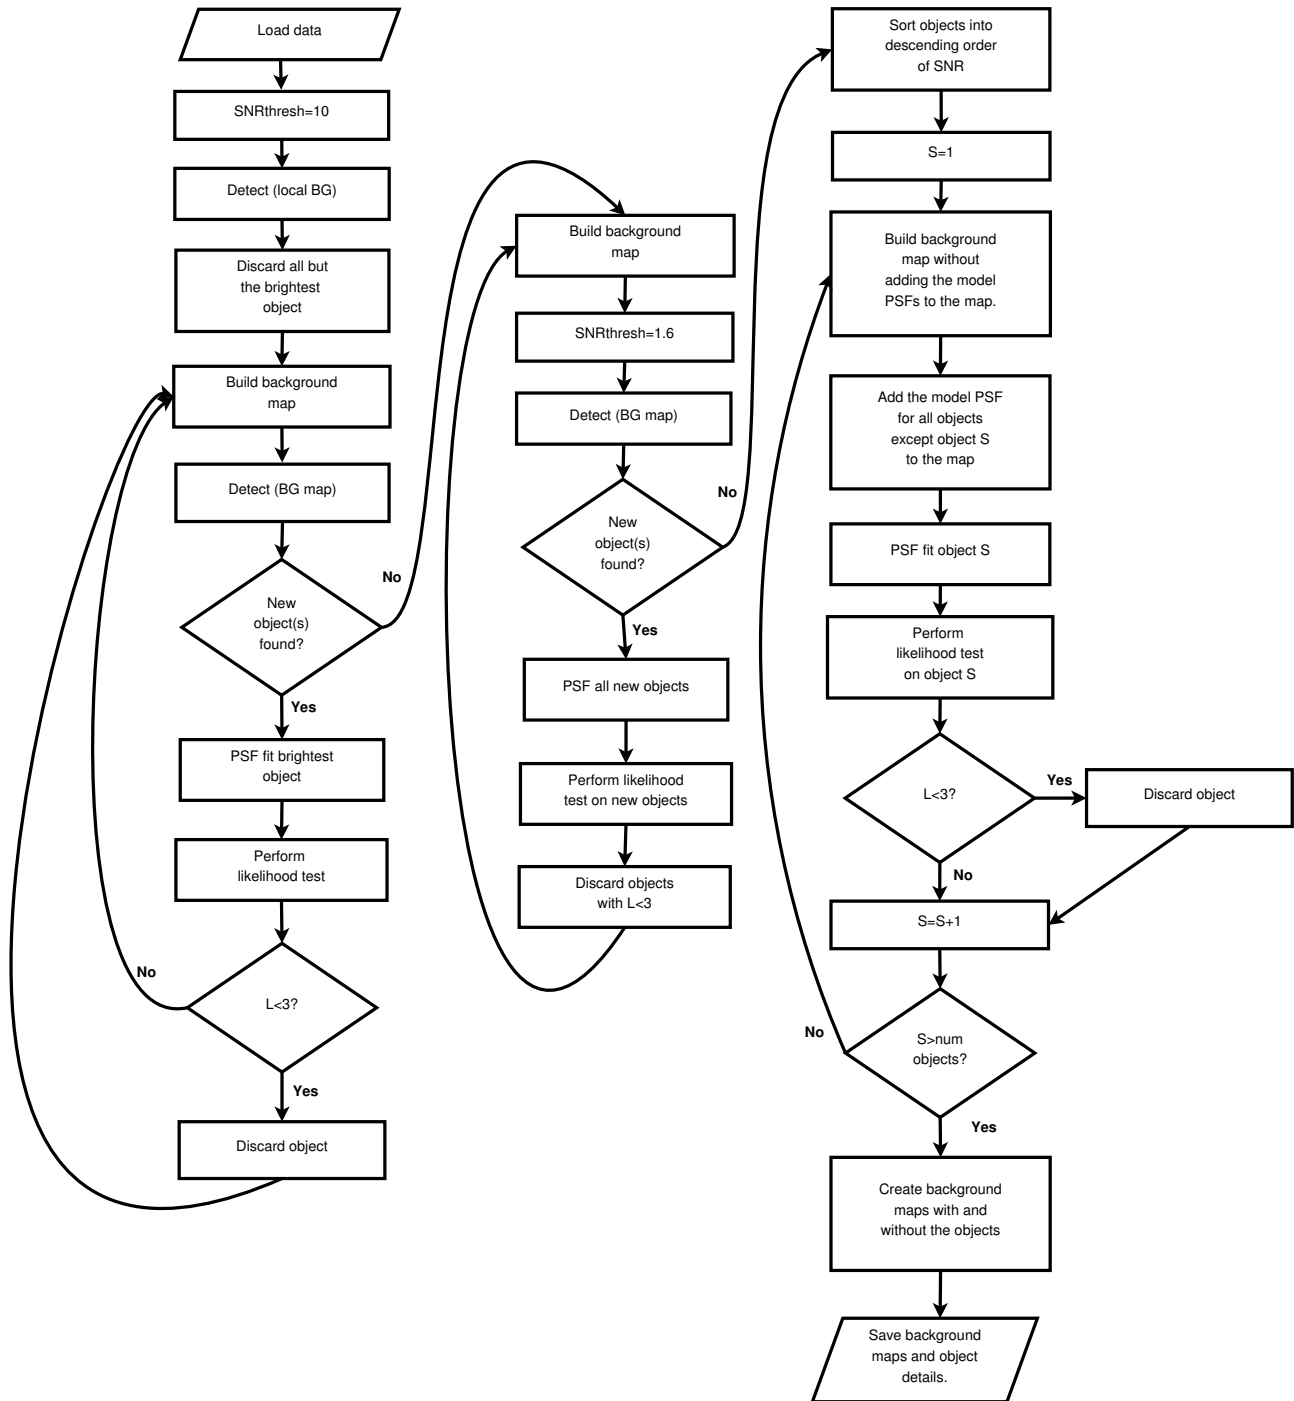 Load data
SNRthresh=10
Detect (local BG)
Discard all but
the brightest
object
Build background
map
Detect (BG map)
New
object(s)
found?
No
Yes
PSF fit brightest
object
Perform
likelihood test
L<3?
No
Yes
Discard object
Build background
map
SNRthresh=1.6
Detect (BG map)
New
object(s)
found?
No
Yes
PSF all new objects
Perform likelihood
test on new objects
Discard objects
with L<3
Sort objects into
descending order
of SNR
S=1
Build background
map without
adding the model
PSFs to the map.
Add the model PSF
for all objects
except object S
to the map
PSF fit object S
Perform
likelihood test
on object S
L<3?
Yes
Discard object
No
S=S+1
S>num
objects?
No
Yes
Create background
maps with and
without the objects
Save background
maps and object
details.